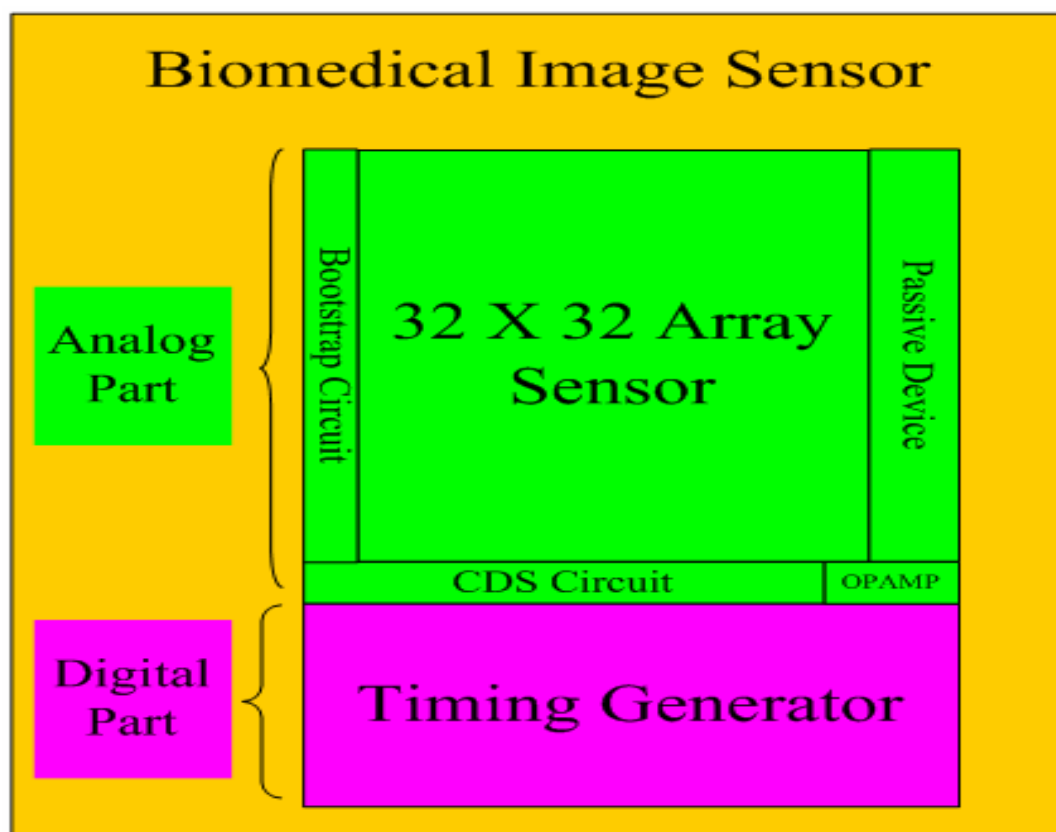 Biomedical Image Sensor
Analog
Part
Bootstrap Circuit
32 X 32 Array
Sensor
Passive Device
CDS Circuit
OPAMP
Digital
Part
Timing Generator